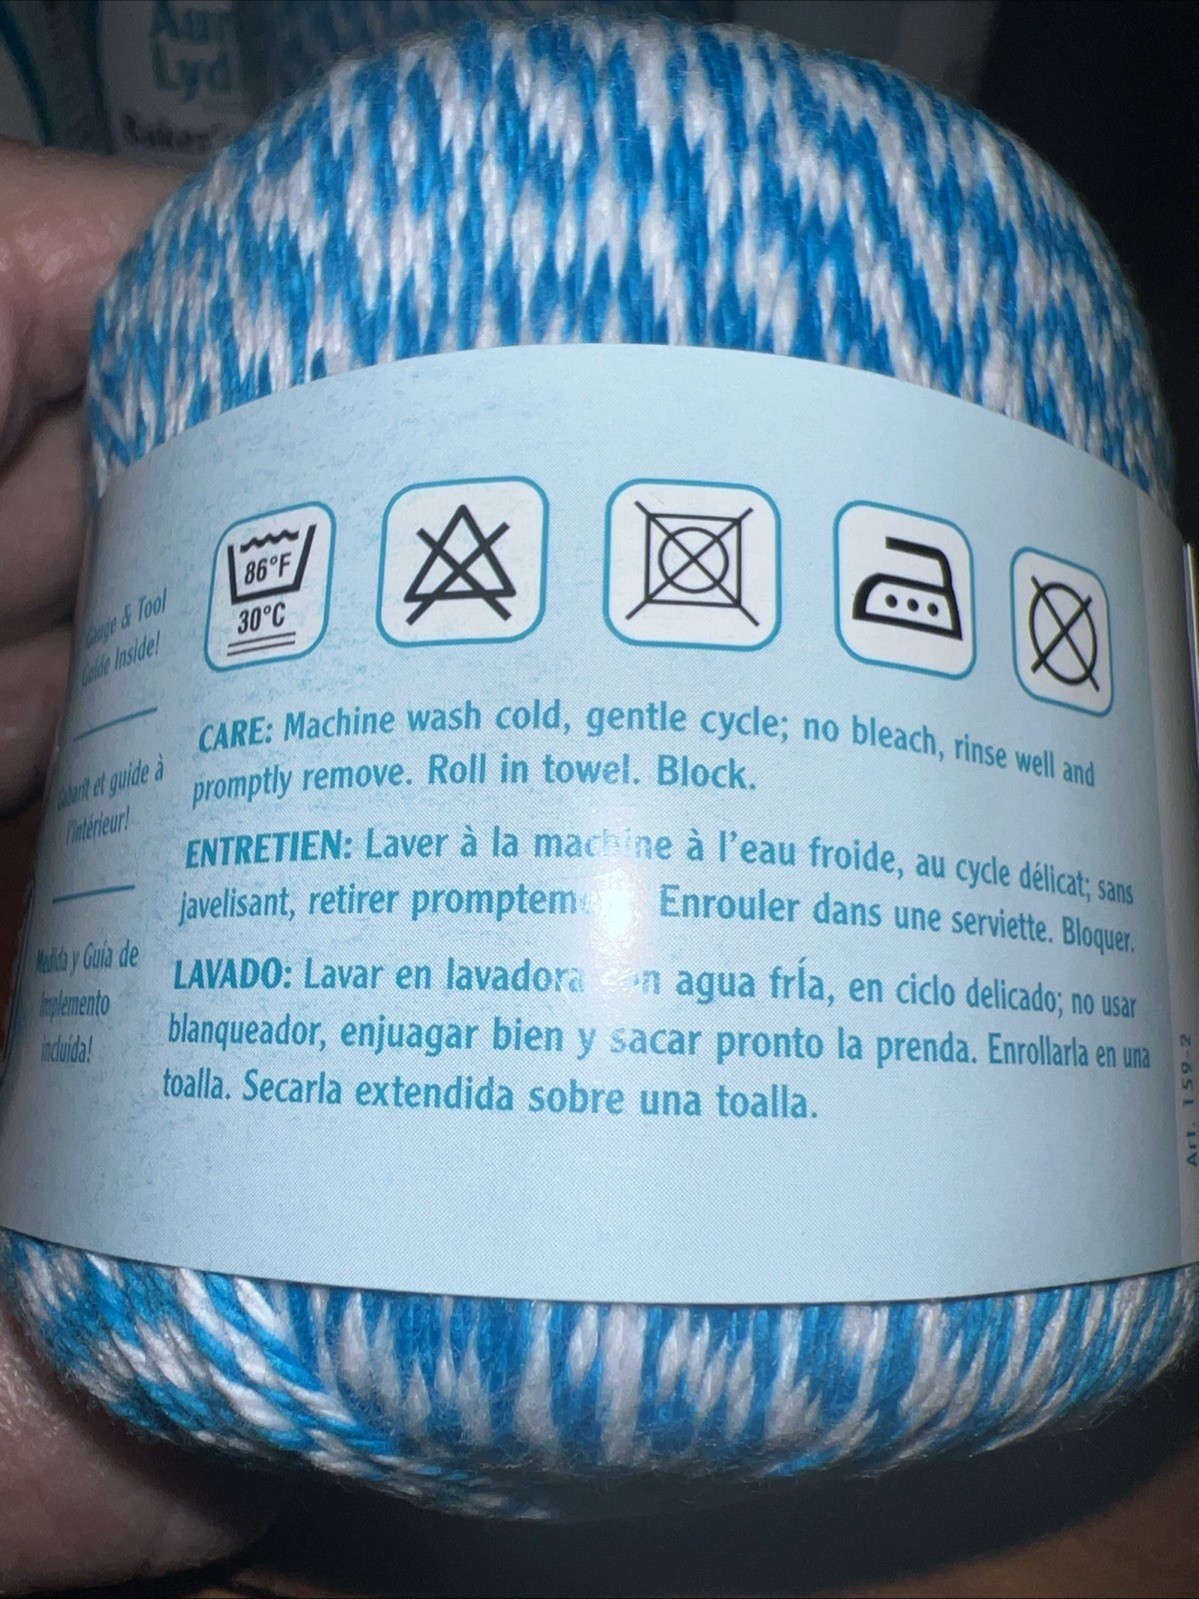 Aun
Lyd
Baker
86°F
30°C
Gauge & Tool
Guide Inside!
Gabarit et guide à
l'intérieur!
Medida y Guía de
Implemento
incluída!
CARE: Machine wash cold, gentle cycle; no bleach, rinse well and
promptly remove. Roll in towel. Block.
ENTRETIEN: Laver à la machine à l'eau froide, au cycle délicat; sans
javelisant, retirer promptem Enrouler dans une serviette. Bloquer.
LAVADO: Lavar en lavadora en agua fría, en ciclo delicado; no usar
blanqueador, enjuagar bien y sacar pronto la prenda. Enrollarla en una
toalla. Secarla extendida sobre una toalla.
Art. 159-2